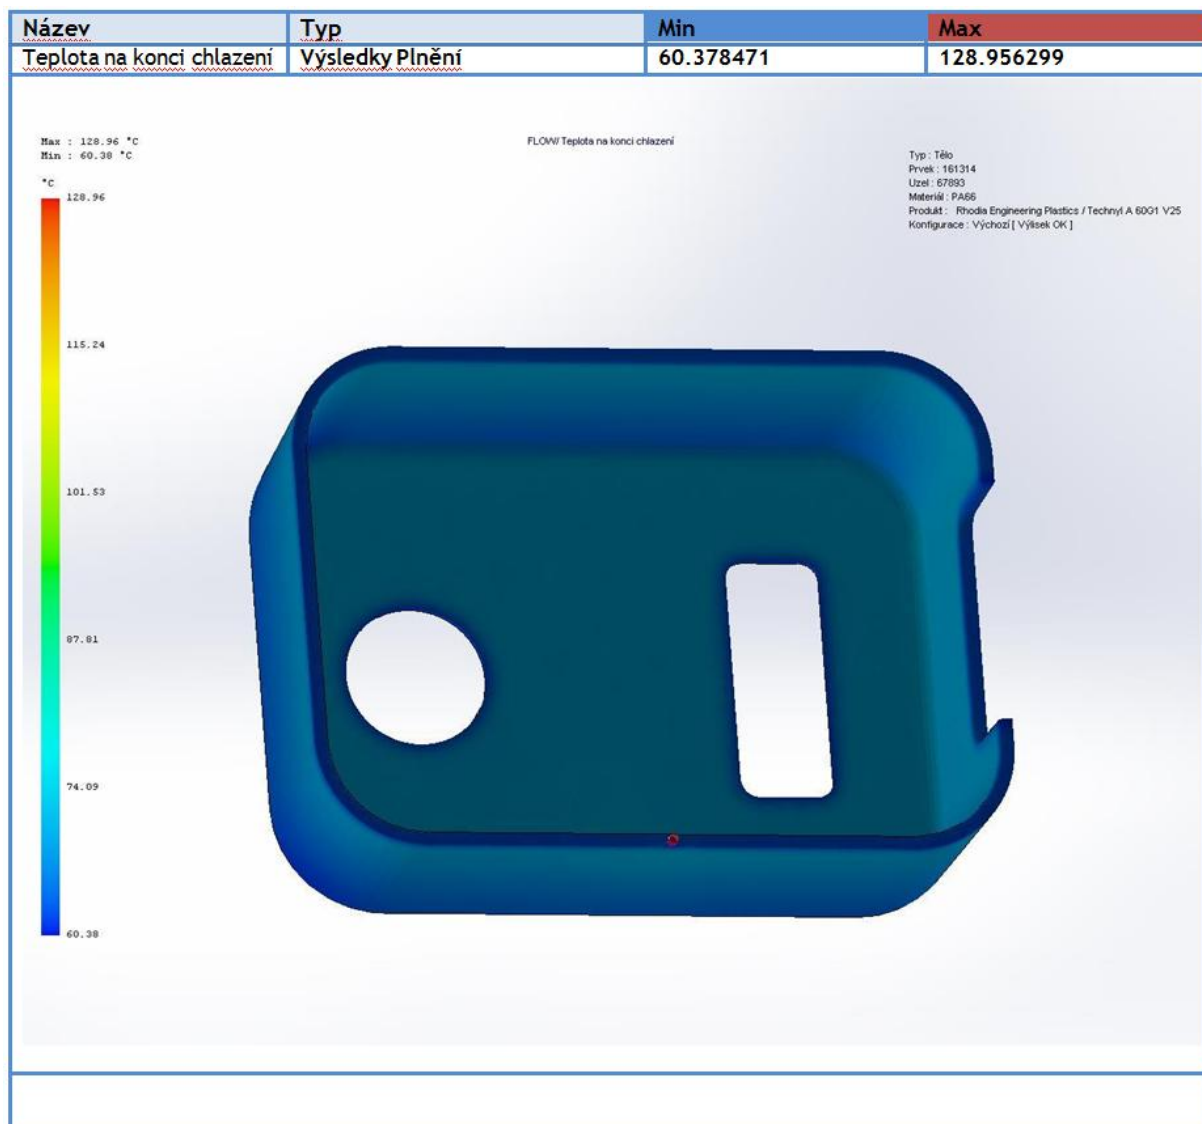 Název Typ Min Max
Teplota na konci chlazení Výsledky Plnění 60.378471 128.956299
Max : 128.96 °C
Min : 60.38 °C
°C
128.96
115.24
101.53
87.81
74.09
60.38
FLOW/ Teplota na konci chlazení
Typ : Tělo
Prvek : 161314
Uzel : 67893
Materiál : PA66
Produkt : Rhodia Engineering Plastics / Technyl A 60G1 V25
Konfigurace : Výchozí [ Výlisek OK ]